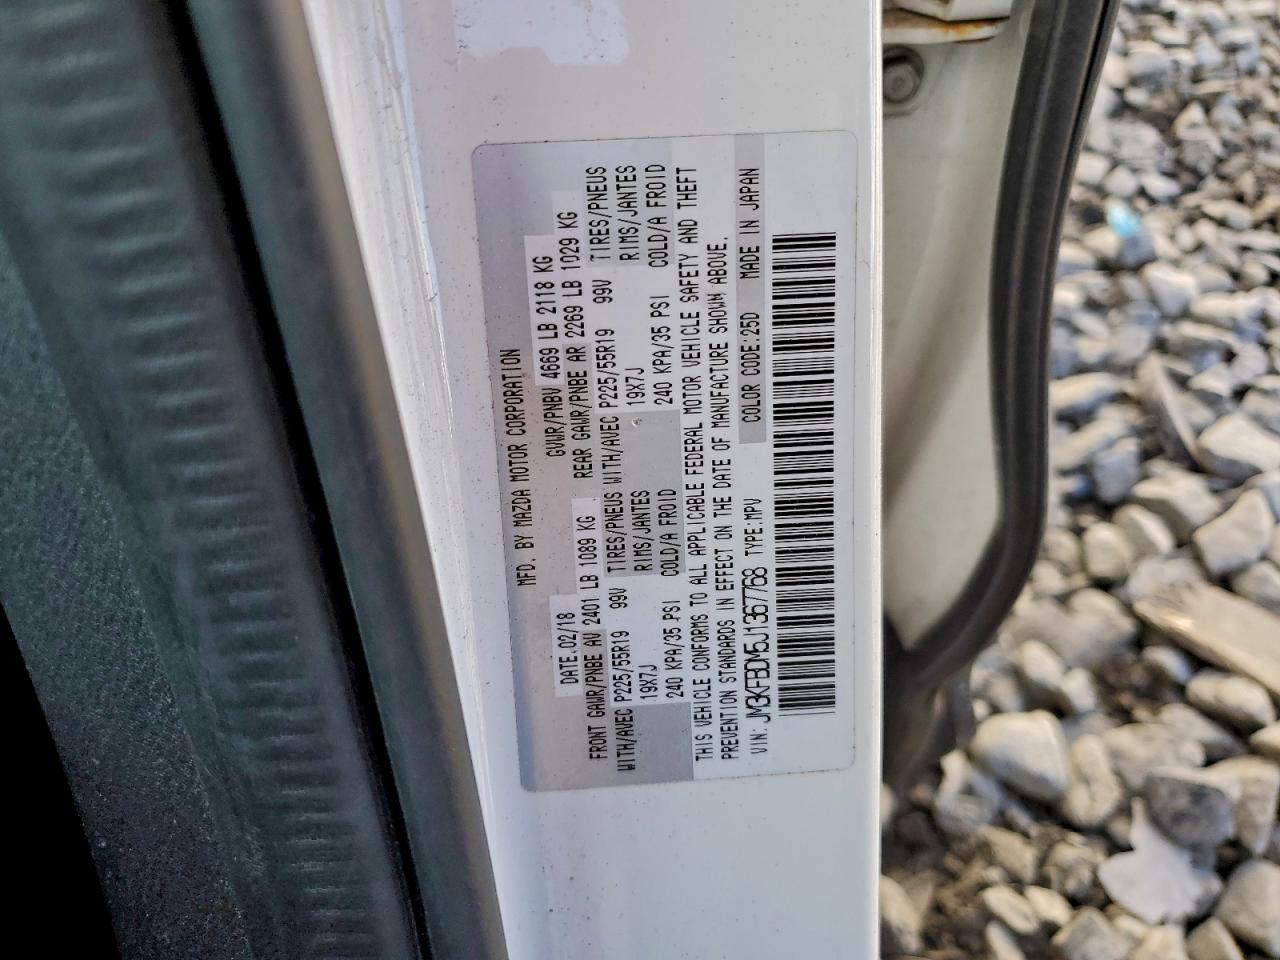 MFD. BY MAZDA MOTOR CORPORATION
DATE.02/18 GVWR/PNBV 4669 LB 2118 KG
FRONT GAWR/PNBE AV 2401 LB 1089 KG REAR GAWR/PNBE AR 2269 LB 1029 KG
WITH/AVEC P225/55R19 99V TIRES/PNEUS WITH/AVEC P225/55R19 99V TIRES/PNEUS
19X7J RIMS/JANTES 19X7J RIMS/JANTES
240 KPA/35 PSI COLD/A FROID 240 KPA/35 PSI COLD/A FROID
THIS VEHICLE CONFORMS TO ALL APPLICABLE FEDERAL MOTOR VEHICLE SAFETY AND THEFT
PREVENTION STANDARDS IN EFFECT ON THE DATE OF MANUFACTURE SHOWN ABOVE.
VIN: JM3KFBDM5J1367768 TYPE:MPV COLOR CODE:25D MADE IN JAPAN